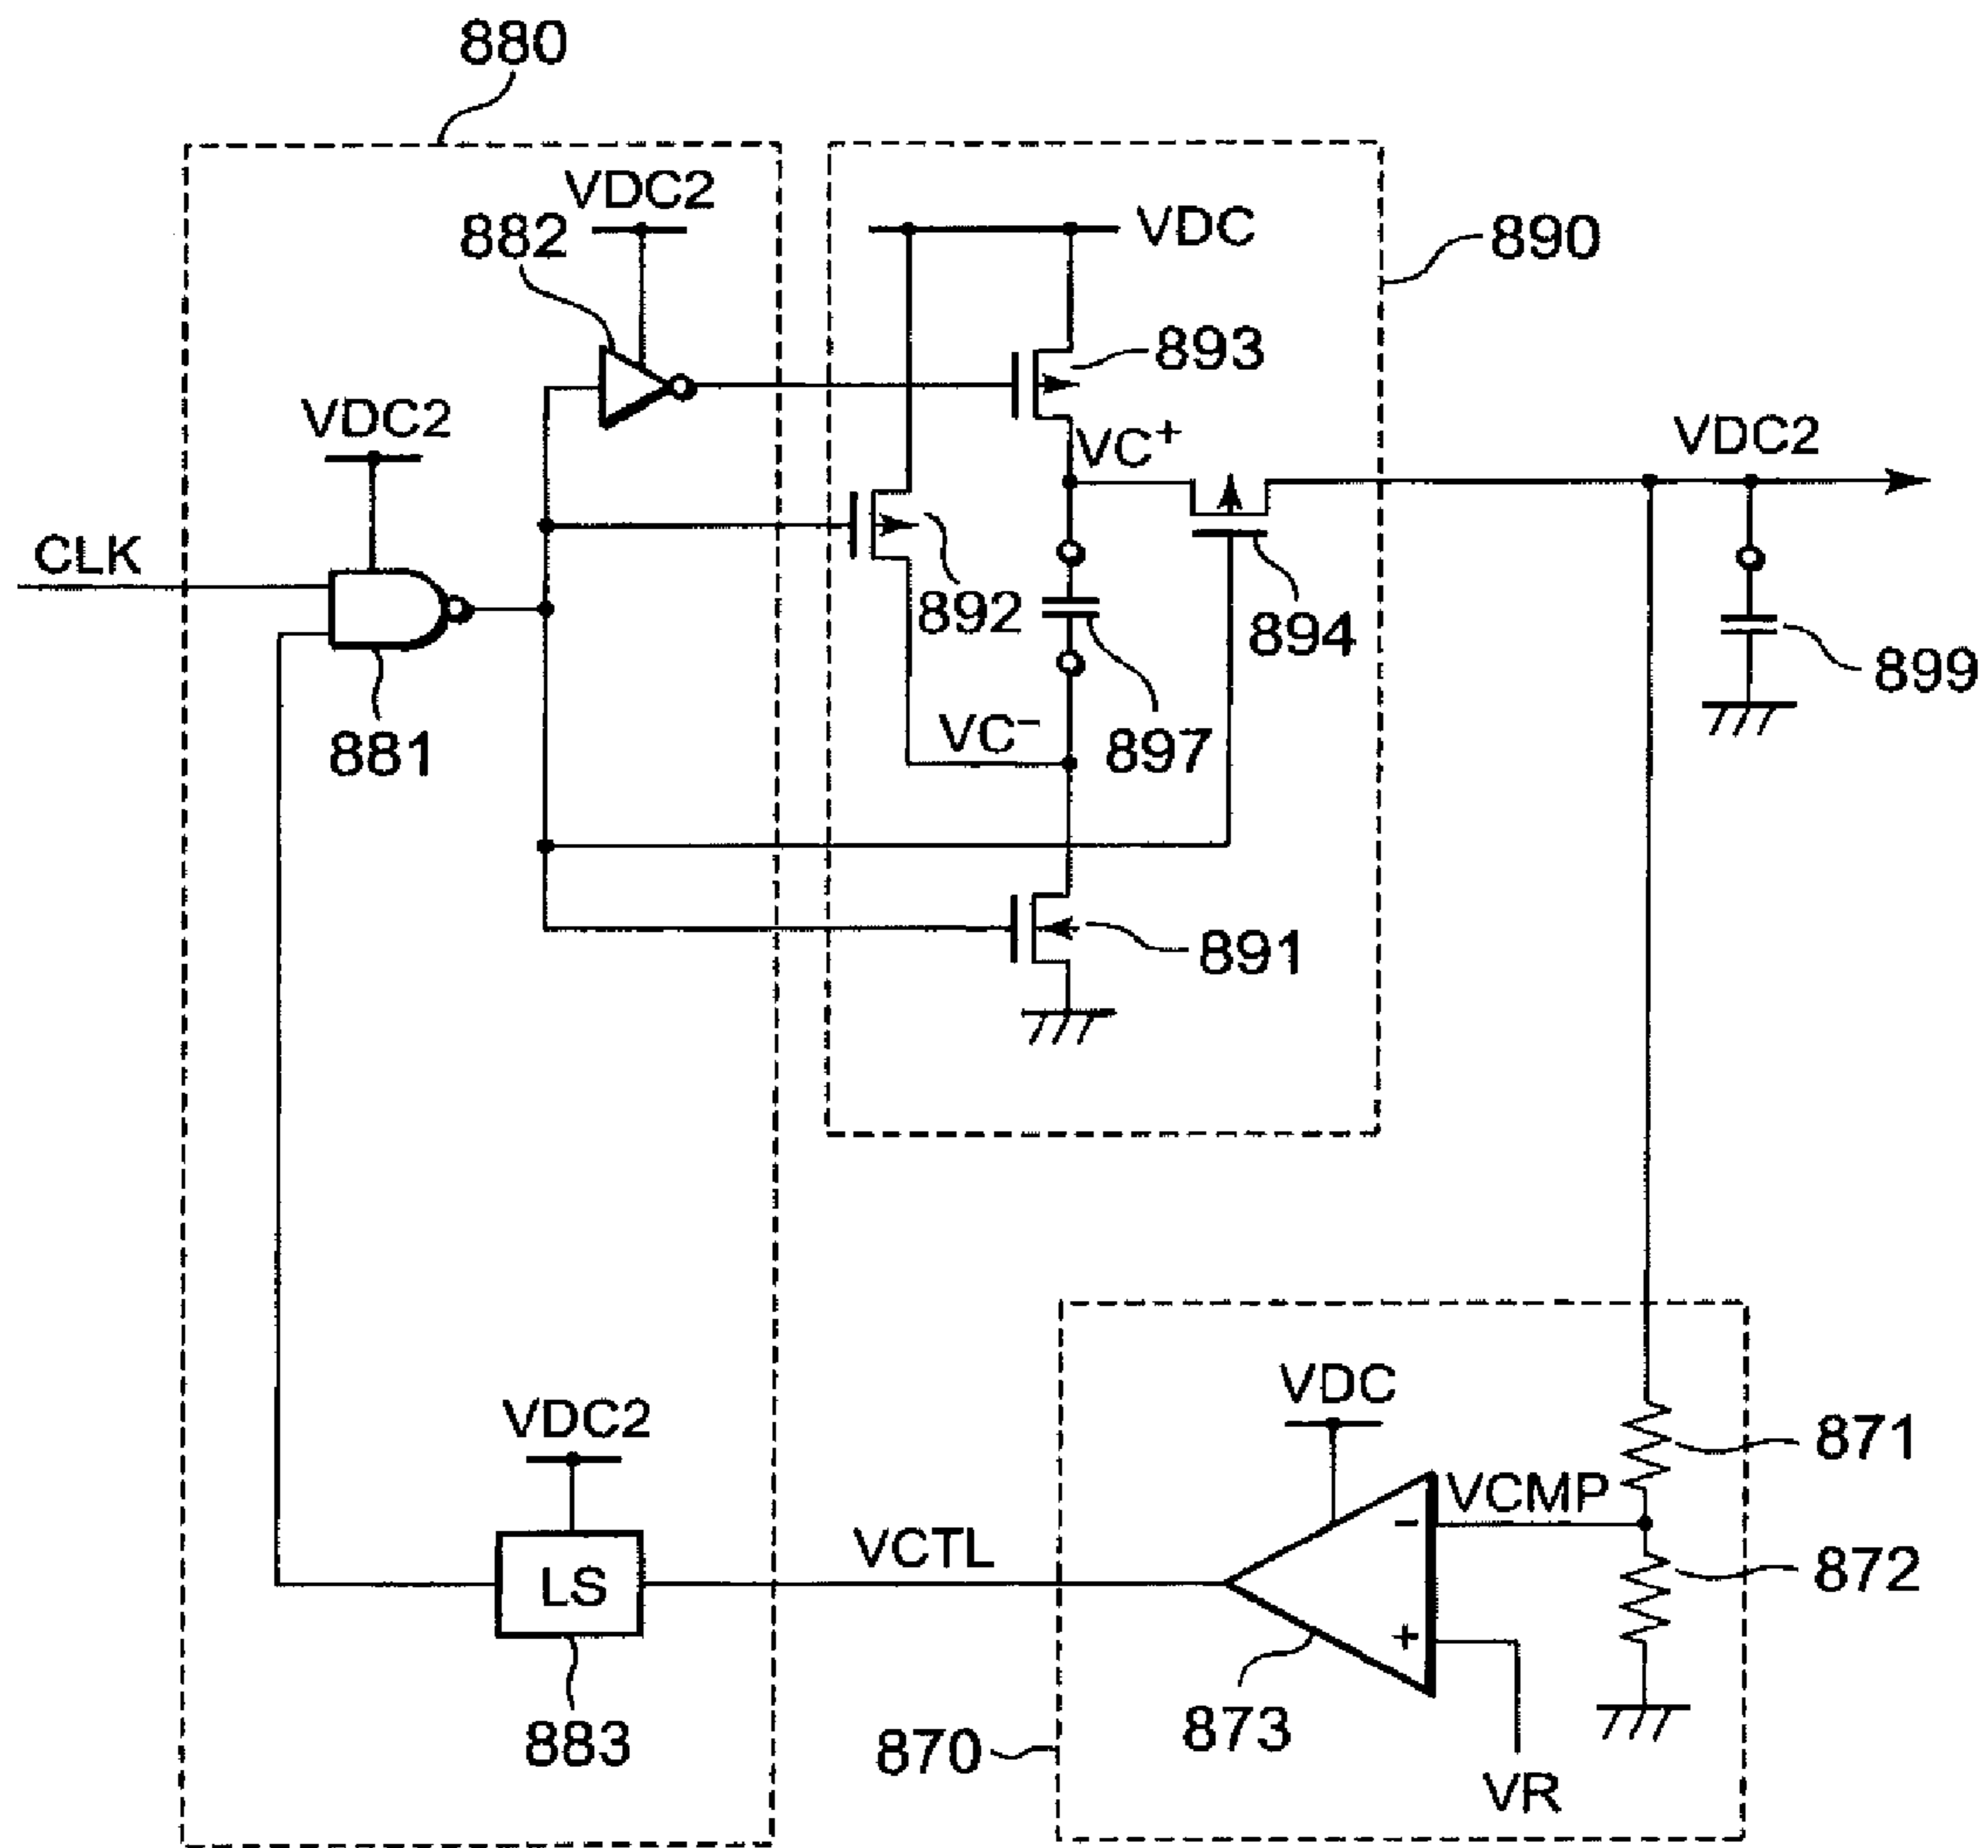 880
VDC2
882
VDC
890
893
VDC2
VC+
VDC2
CLK
892
894
899
881
VC−
897
891
VDC
871
VDC2
VCMP
−
VCTL
872
LS
+
883
870
873
VR